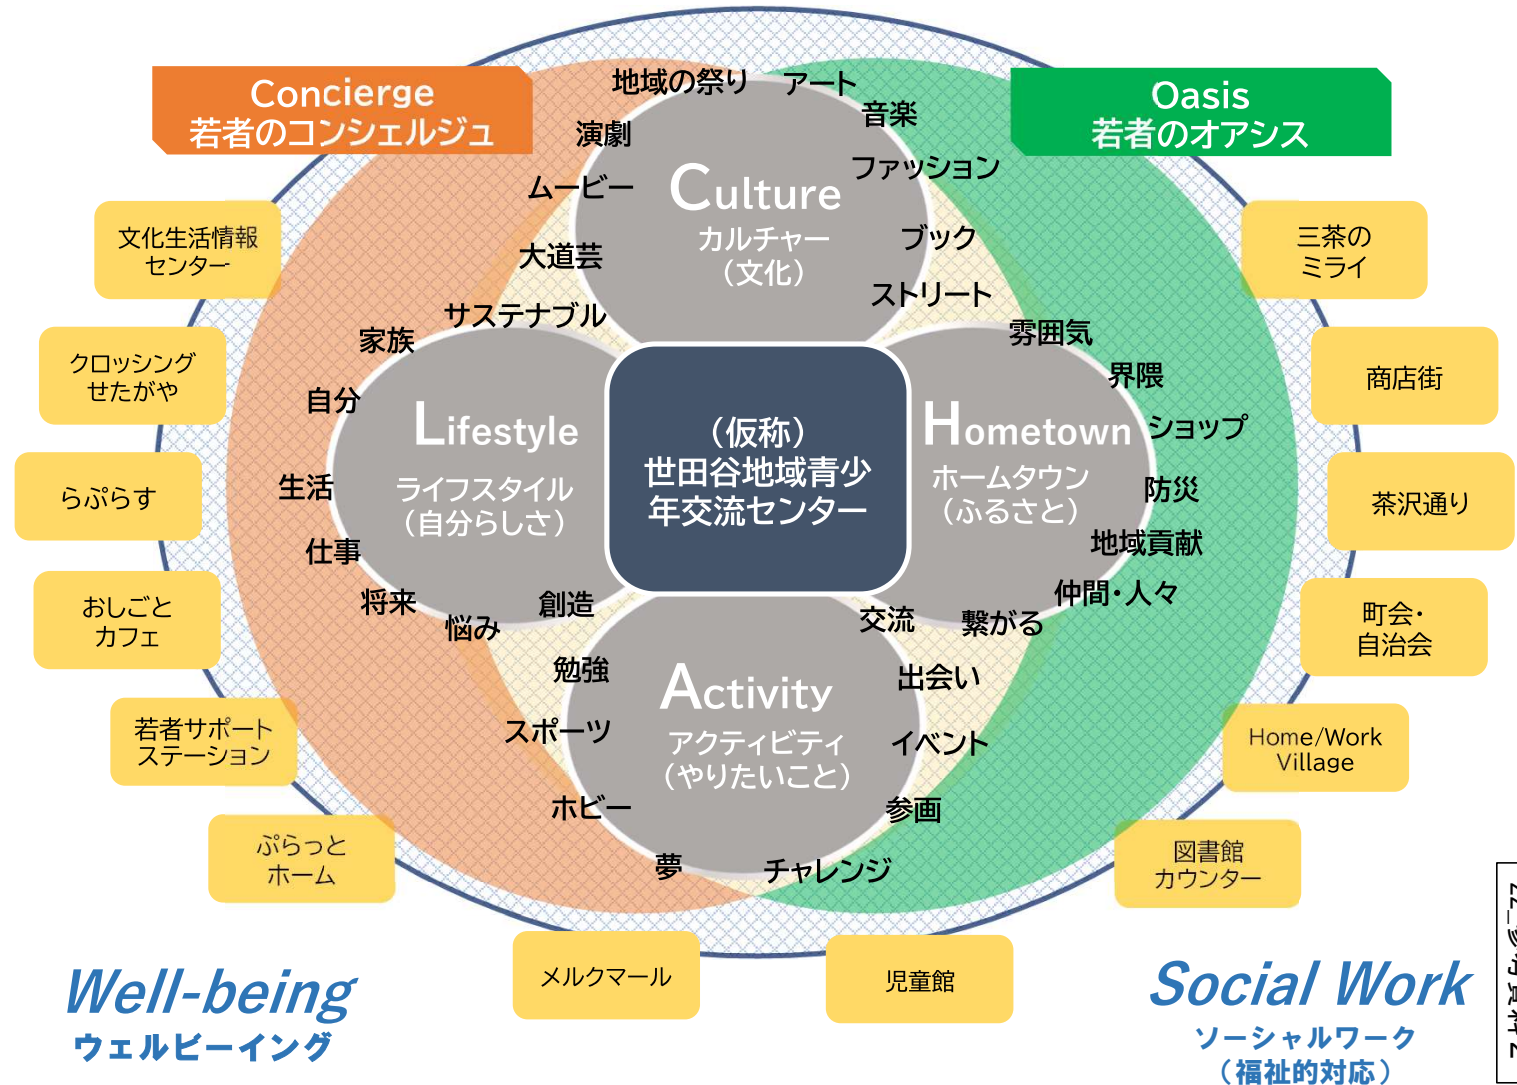 Concierge
若者のコンシェルジュ
Oasis
若者のオアシス
地域の祭り
アート
音楽
演劇
ファッション
ムービー
Culture
カルチャー
（文化）
ブック
大道芸
ストリート
サステナブル
家族
雰囲気
自分
界隈
Lifestyle
ライフスタイル
（自分らしさ）
（仮称）
世田谷地域青少
年交流センター
Hometown
ホームタウン
（ふるさと）
ショップ
生活
防災
仕事
地域貢献
将来
仲間・人々
悩み
創造
交流
繋がる
勉強
出会い
Activity
アクティビティ
（やりたいこと）
スポーツ
イベント
ホビー
参画
夢
チャレンジ
文化生活情報
センター
クロッシング
せたがや
らぷらす
おしごと
カフェ
若者サポート
ステーション
ぷらっと
ホーム
メルクマール
児童館
三茶の
ミライ
商店街
茶沢通り
町会・
自治会
Home/Work
Village
図書館
カウンター
Well-being
ウェルビーイング
Social Work
ソーシャルワーク
（福祉的対応）